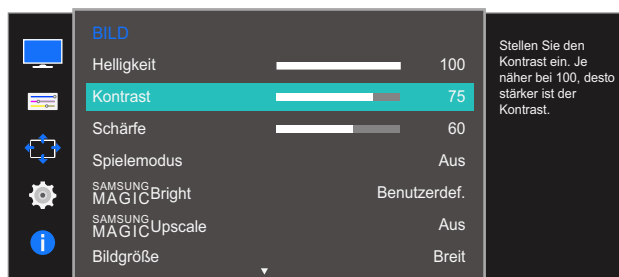 BILD
Helligkeit 100
Kontrast 75
Schärfe 60
Spielemodus Aus
SAMSUNG MAGIC Bright Benutzerdef.
SAMSUNG MAGIC Upscale Aus
Bildgröße Breit
Stellen Sie den
Kontrast ein. Je
näher bei 100, desto
stärker ist der
Kontrast.